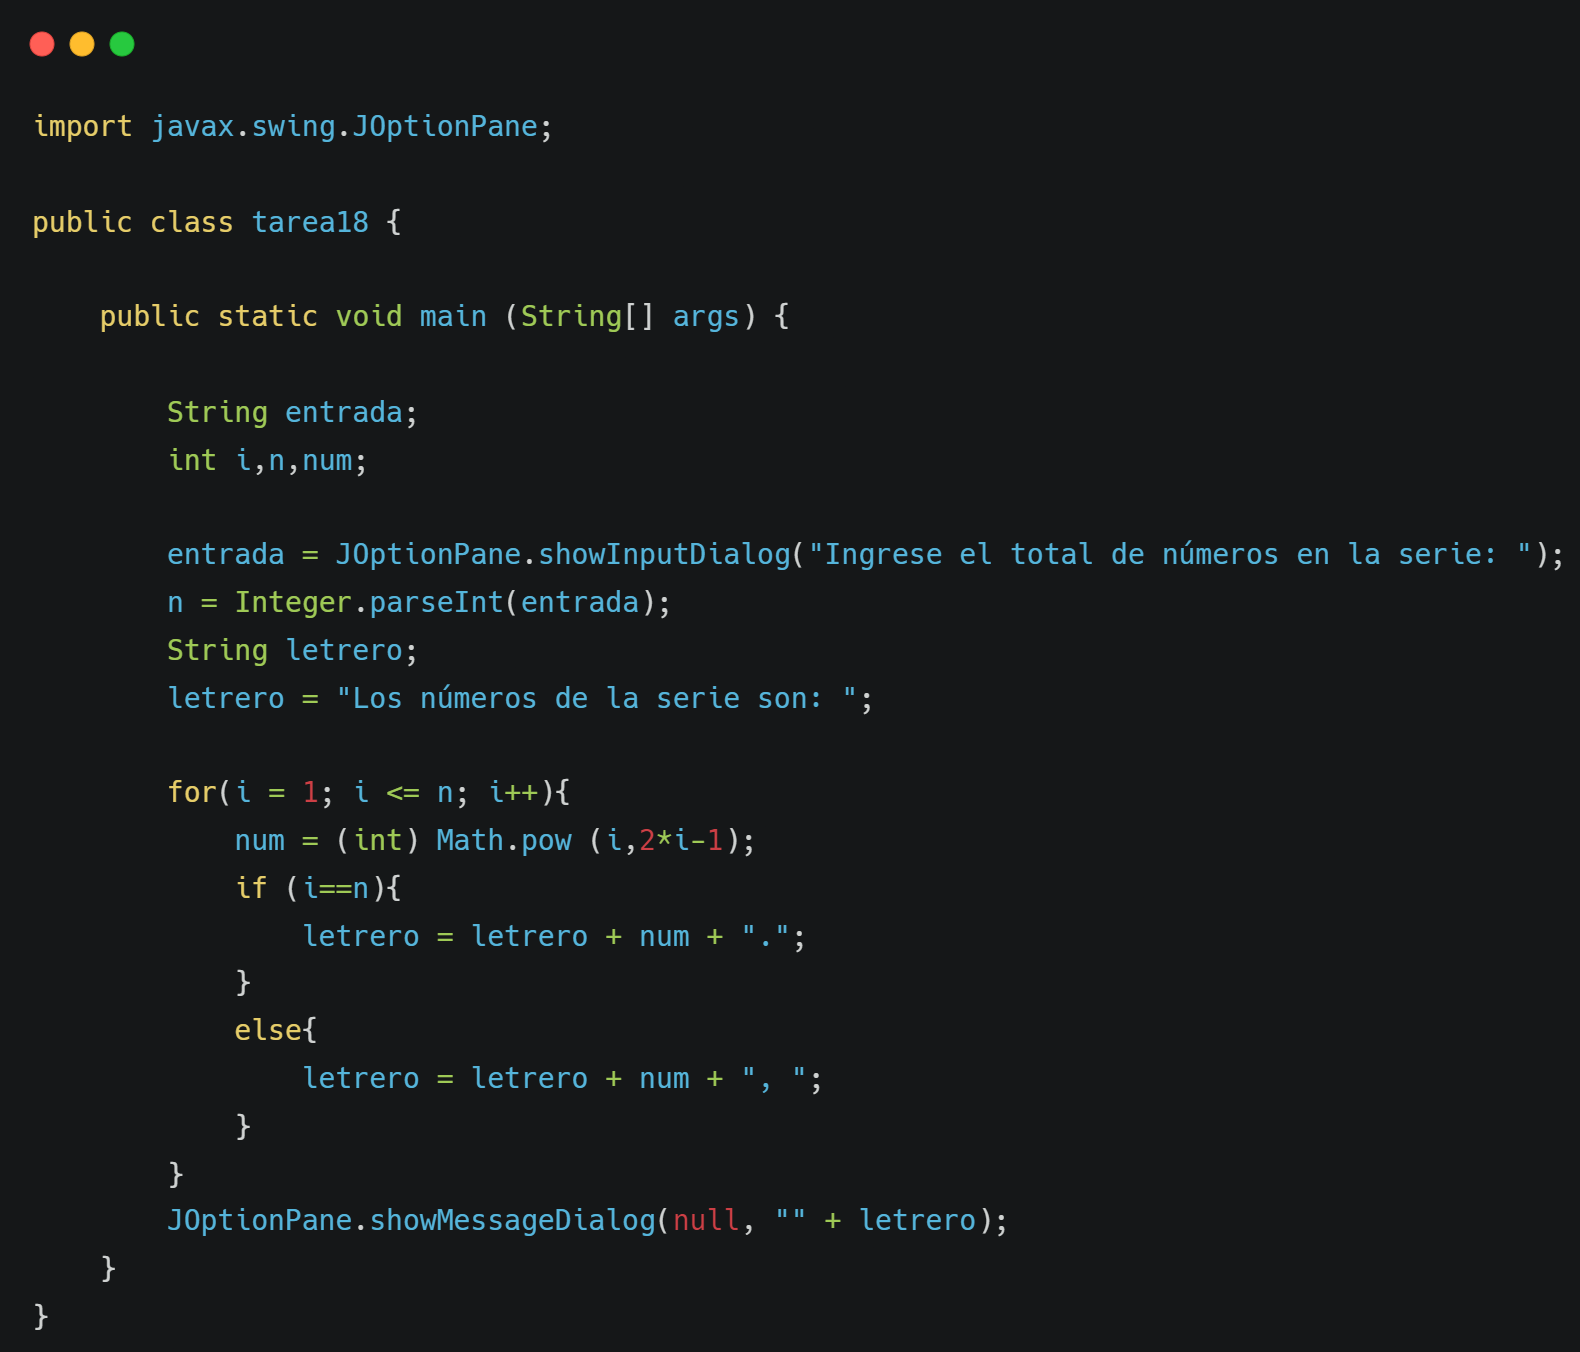 import javax.swing.JOptionPane;
public class tarea18 {
    public static void main (String[] args) {
        String entrada;
        int i,n,num;
        entrada = JOptionPane.showInputDialog("Ingrese el total de números en la serie: ");
        n = Integer.parseInt(entrada);
        String letrero;
        letrero = "Los números de la serie son: ";
        for(i = 1; i <= n; i++){
            num = (int) Math.pow (i,2*i-1);
            if (i==n){
                letrero = letrero + num + ".";
            }
            else{
                letrero = letrero + num + ", ";
            }
        }
        JOptionPane.showMessageDialog(null, "" + letrero);
    }
}